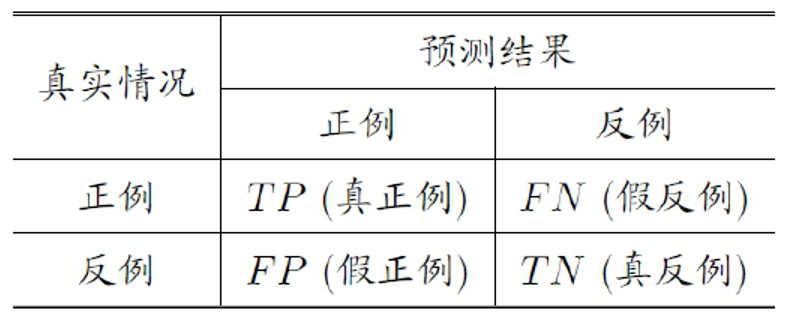 真实情况
预测结果
正例 反例
正例 TP (真正例) FN (假反例)
反例 FP (假正例) TN (真反例)